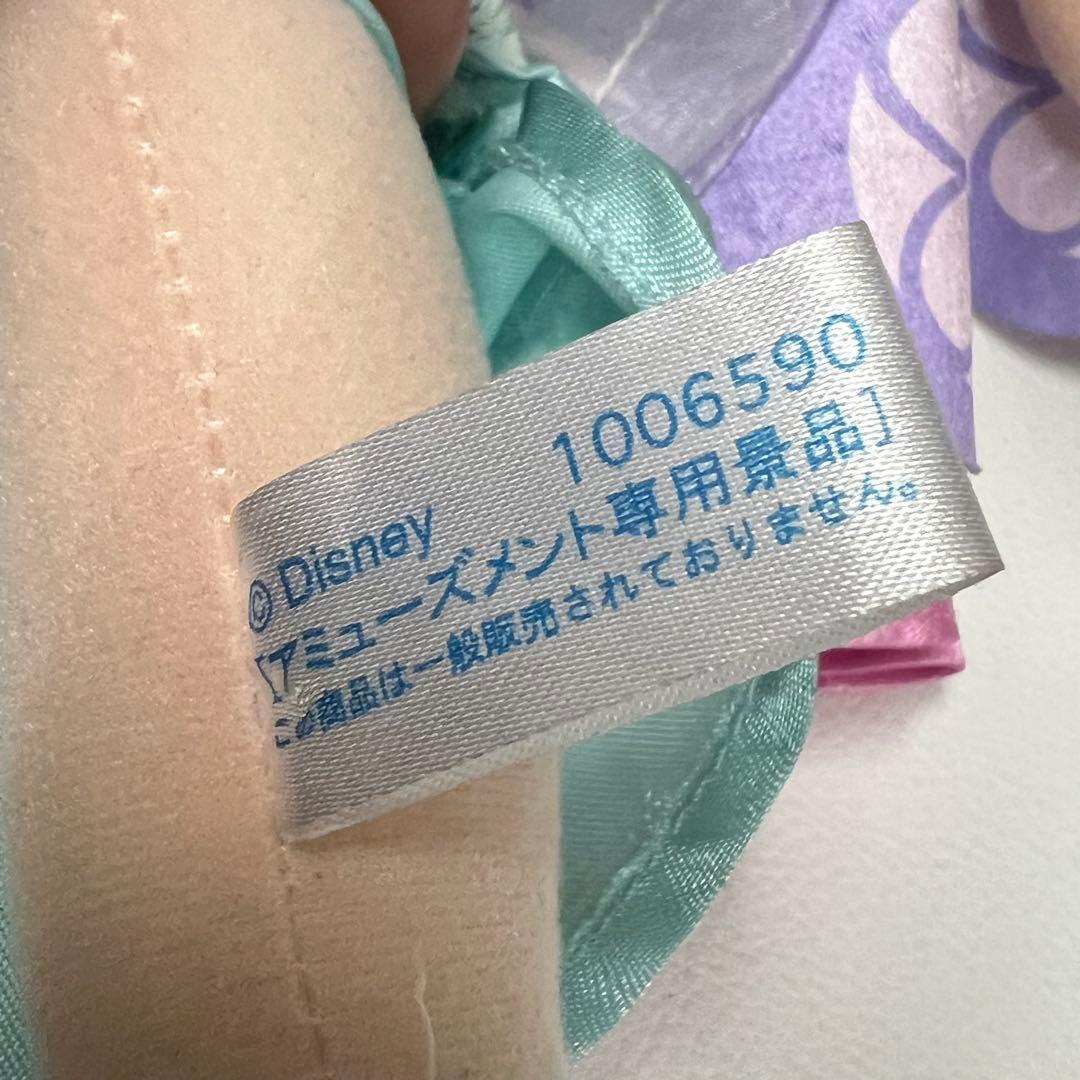 ©Disney 1006590
[アミューズメント専用景品]
この商品は一般販売されておりません。